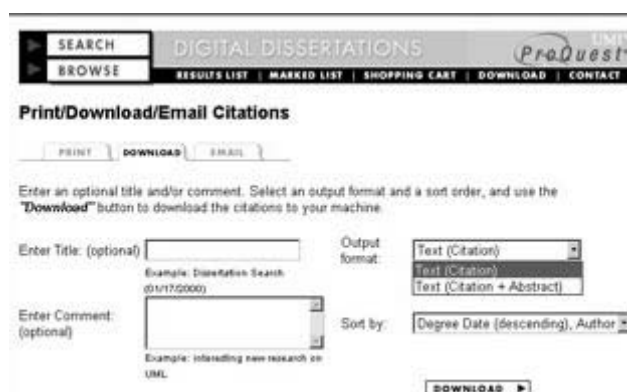 SEARCH
BROWSE
DIGITAL DISSERTATIONS
UMI
ProQuest
RESULTS LIST | MARKED LIST | SHOPPING CART | DOWNLOAD | CONTACT
Print/Download/Email Citations
PRINT DOWNLOAD EMAIL
Enter an optional title and/or comment. Select an output format and a sort order, and use the
"Download" button to download the citations to your machine.
Enter Title: (optional)
Example: Dissertation Search
(01/17/2000)
Output
format:
Text (Citation)
Text (Citation)
Text (Citation + Abstract)
Enter Comment:
(optional)
Example: interesting new research on
UML
Sort by:
Degree Date (descending), Author
DOWNLOAD